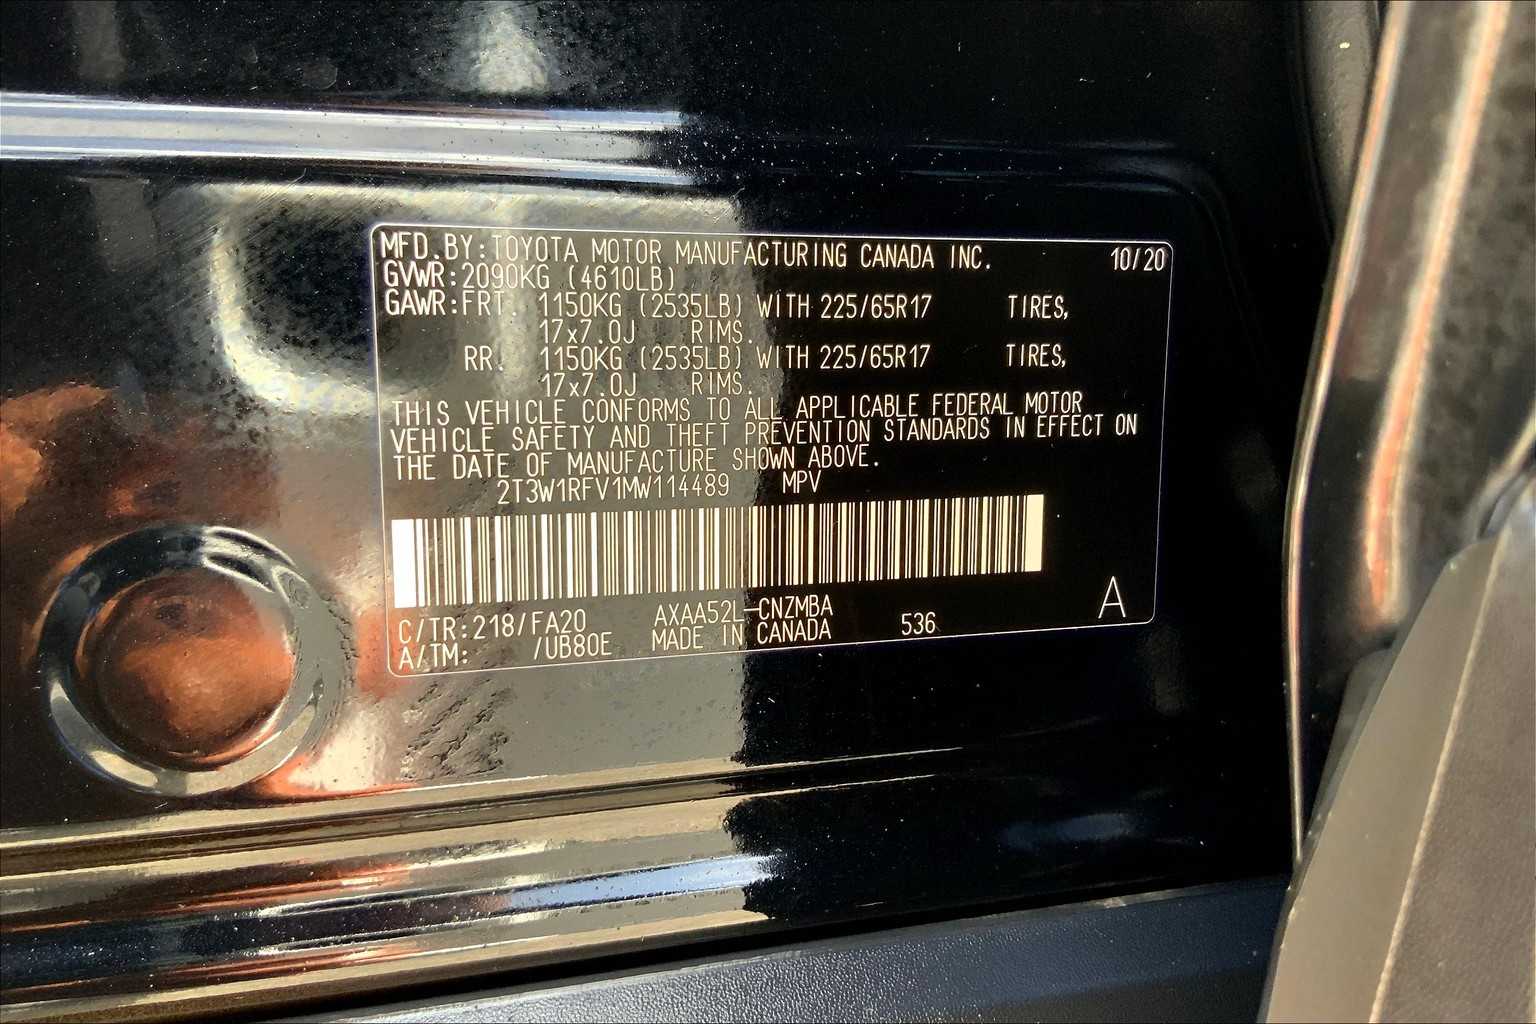 MFD.BY:TOYOTA MOTOR MANUFACTURING CANADA INC. 10/20
GVWR:2090KG (4610LB)
GAWR:FRT. 1150KG (2535LB) WITH 225/65R17 TIRES,
17x7.0J RIMS.
RR. 1150KG (2535LB) WITH 225/65R17 TIRES,
17x7.0J RIMS.
THIS VEHICLE CONFORMS TO ALL APPLICABLE FEDERAL MOTOR
VEHICLE SAFETY AND THEFT PREVENTION STANDARDS IN EFFECT ON
THE DATE OF MANUFACTURE SHOWN ABOVE.
2T3W1RFV1MW114489 MPV
C/TR:218/FA20 AXAA52L-CNZMBA 536 A
A/TM: /UB80E MADE IN CANADA